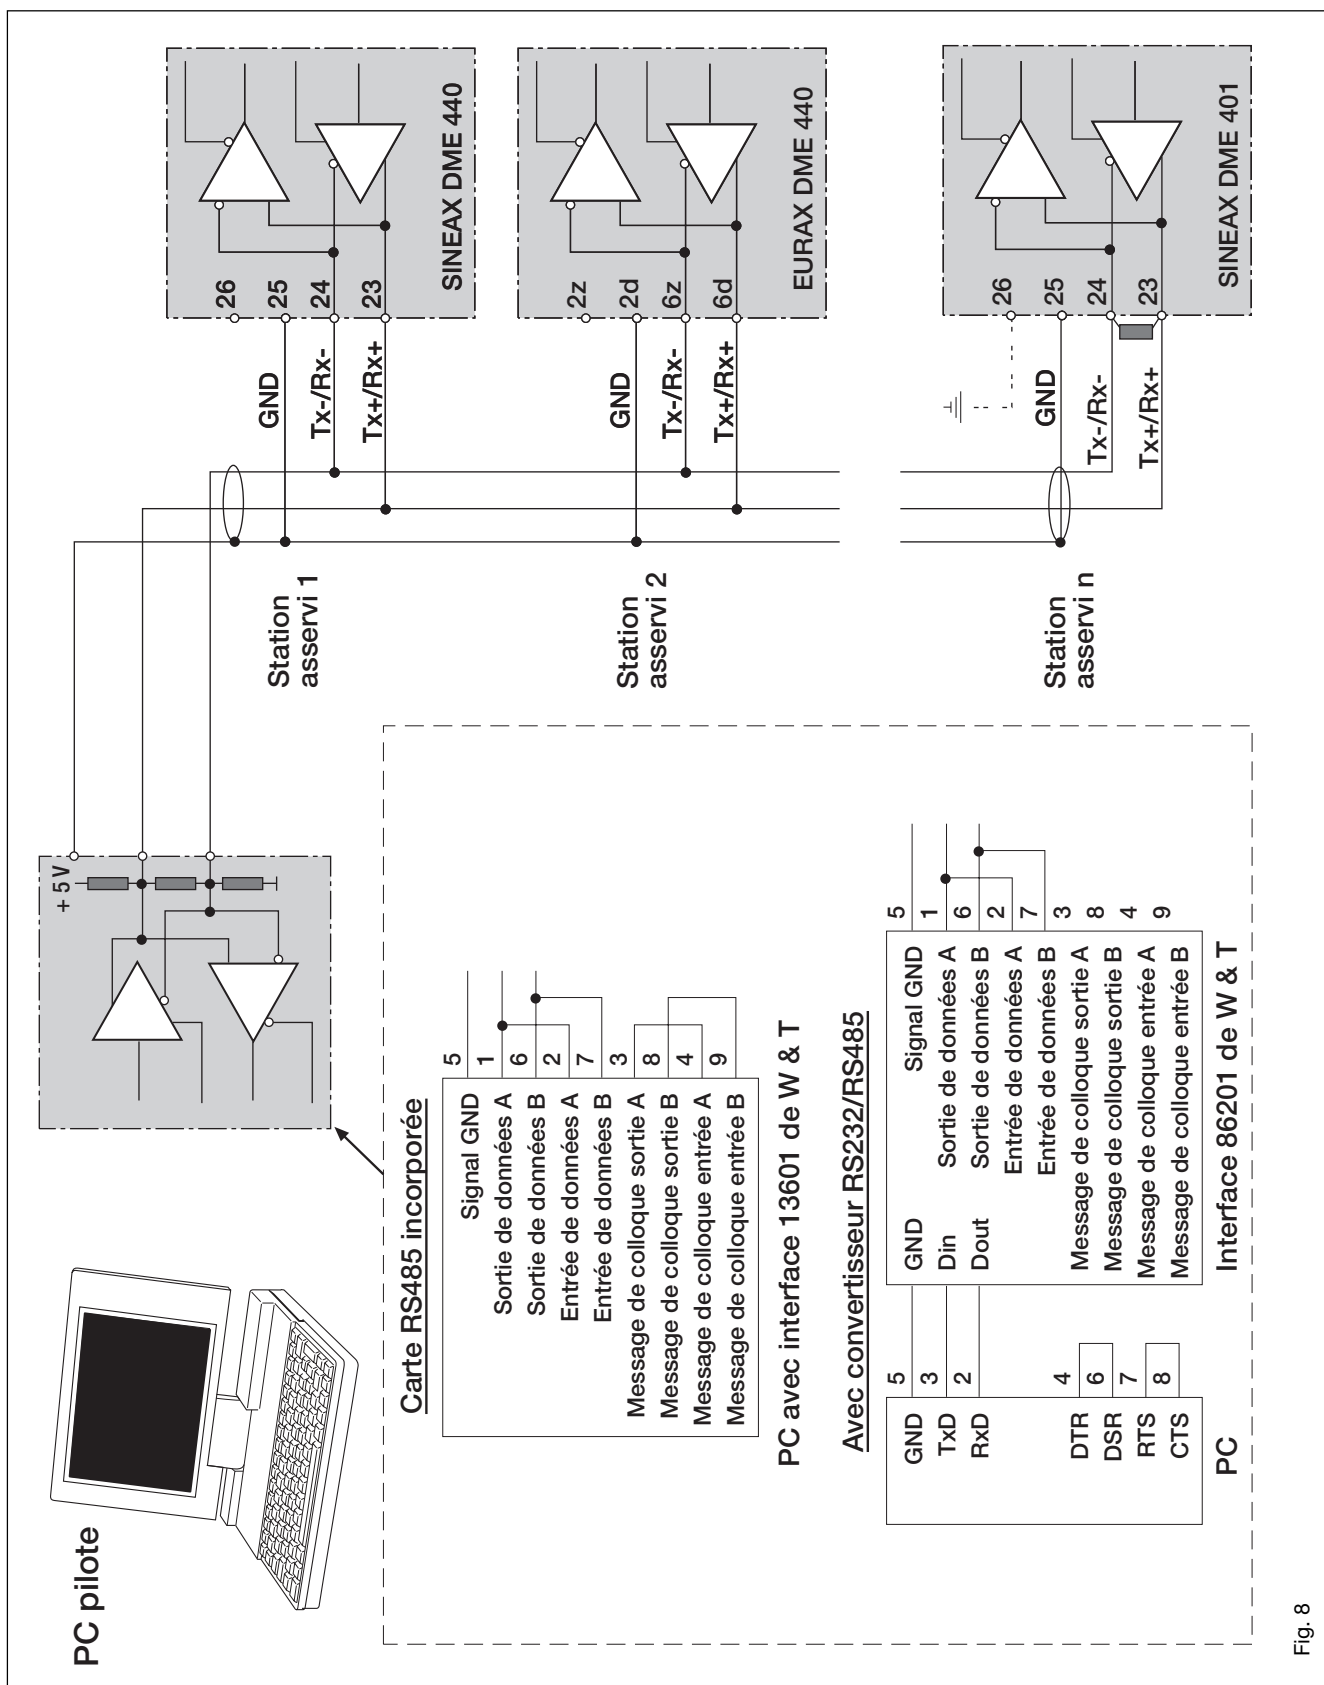 PC pilote
+ 5 V
Station
asservi 1
GND
Tx-/Rx-
Tx+/Rx+
26
25
24
23
SINEAX DME 440
Station
asservi 2
GND
Tx-/Rx-
Tx+/Rx+
2z
2d
6z
6d
EURAX DME 440
Station
asservi n
GND
Tx-/Rx-
Tx+/Rx+
26
25
24
23
SINEAX DME 401
Carte RS485 incorporée
Signal GND 5
Sortie de données A 1
Sortie de données B 6
Entrée de données A 2
Entrée de données B 7
Message de colloque sortie A 3
Message de colloque sortie B 8
Message de colloque entrée A 4
Message de colloque entrée B 9
PC avec interface 13601 de W & T
Avec convertisseur RS232/RS485
GND 5
TxD 3
RxD 2
DTR 4
DSR 6
RTS 7
CTS 8
PC
GND Signal GND 5
Din Sortie de données A 1
Dout Sortie de données B 6
Entrée de données A 2
Entrée de données B 7
Message de colloque sortie A 3
Message de colloque sortie B 8
Message de colloque entrée A 4
Message de colloque entrée B 9
Interface 86201 de W & T
Fig. 8